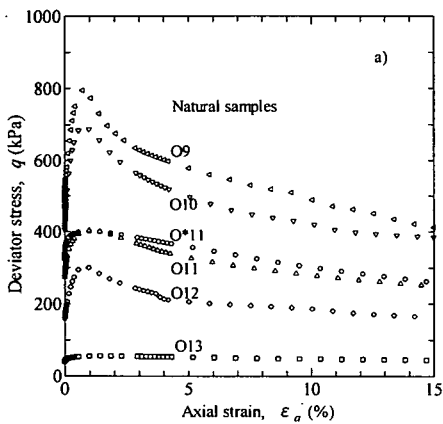 1000
800
600
400
200
0
Deviator stress, q (kPa)
a)
Natural samples
O9
O10
O*11
O11
O12
O13
0 5 10 15
Axial strain, εa (%)